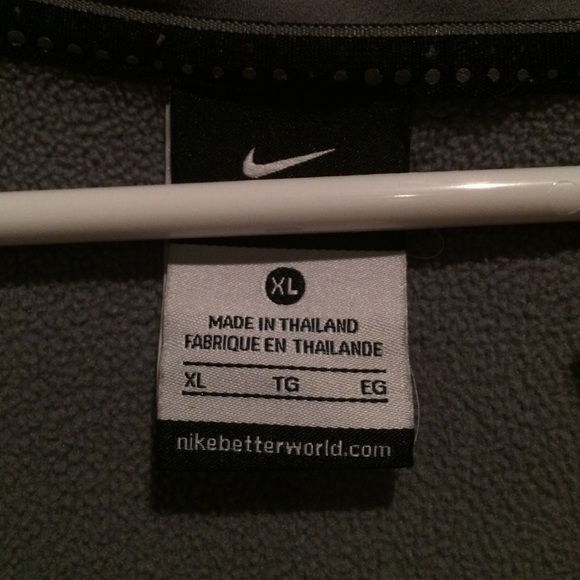 XL
MADE IN THAILAND
FABRIQUE EN THAILANDE
XL TG EG
nikebetterworld.com